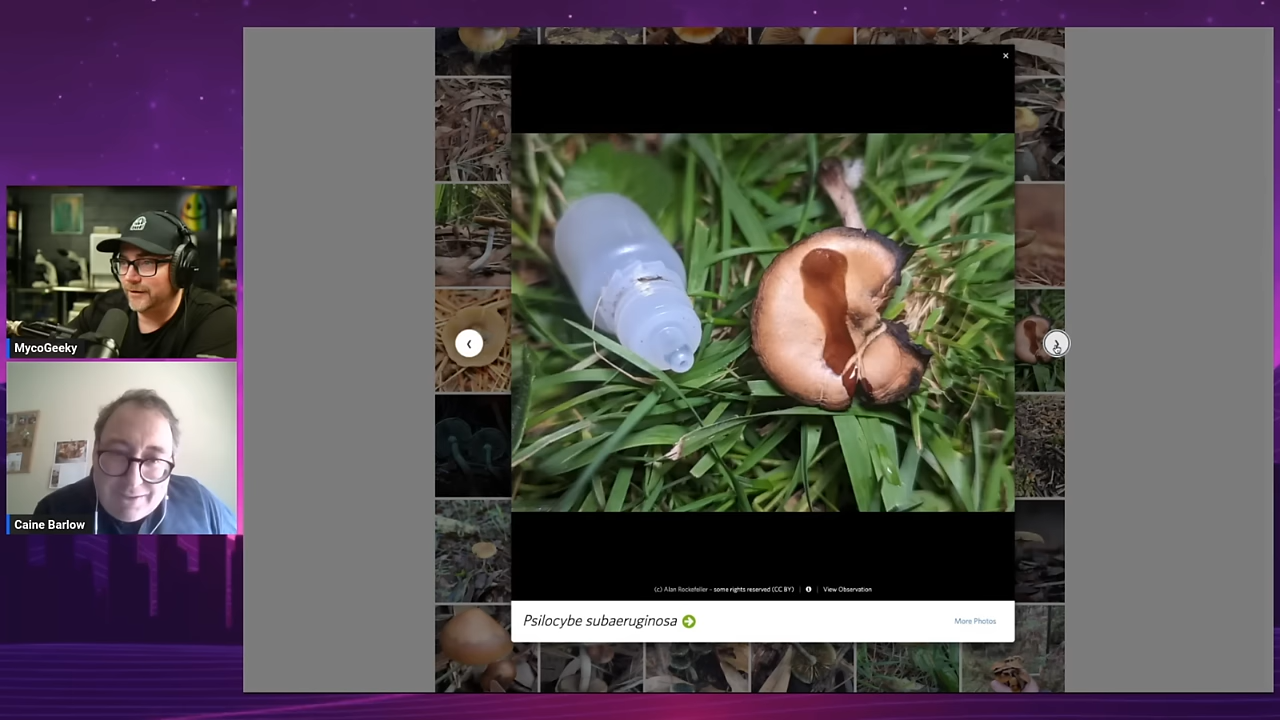 MycoGeeky
Caine Barlow
(c) Alan Rockefeller - some rights reserved (CC BY)
View Observation
Psilocybe subaeruginosa
More Photos